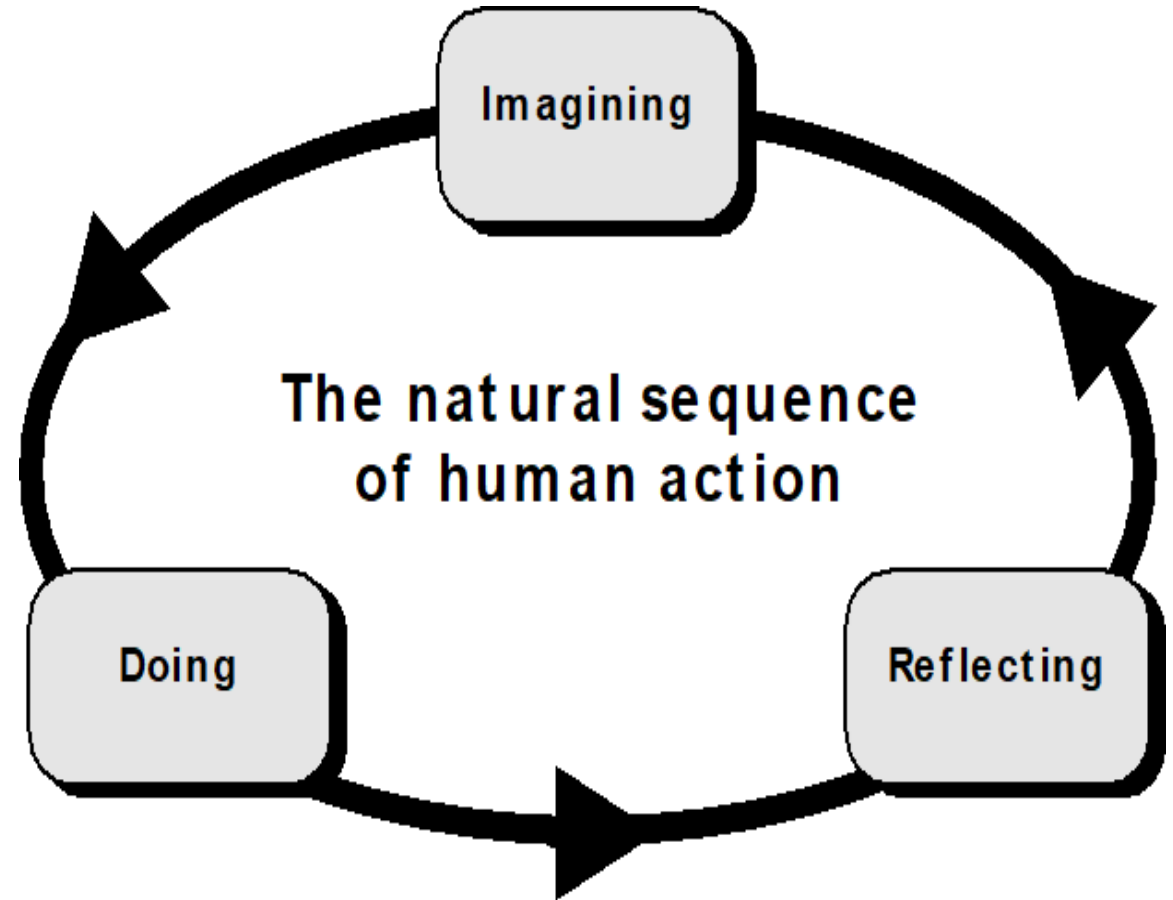 Imagining
The natural sequence
of human action
Doing
Reflecting